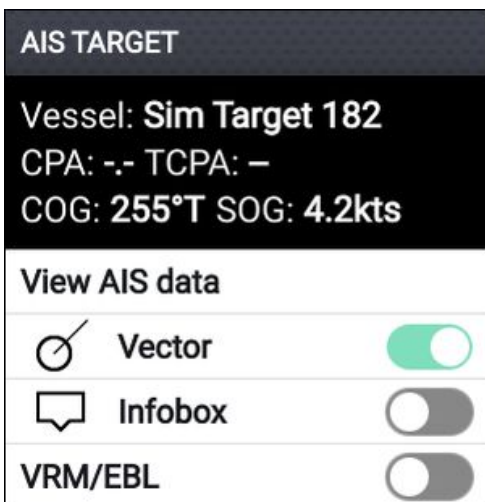 AIS TARGET
Vessel: Sim Target 182
CPA: -.- TCPA: –
COG: 255°T SOG: 4.2kts
View AIS data
Vector
Infobox
VRM/EBL